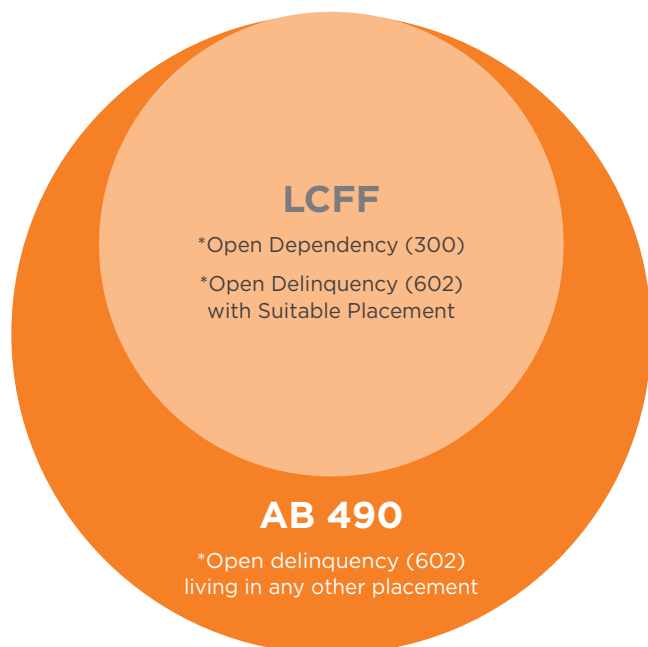 LCFF
*Open Dependency (300)
*Open Delinquency (602)
with Suitable Placement
AB 490
*Open delinquency (602)
living in any other placement